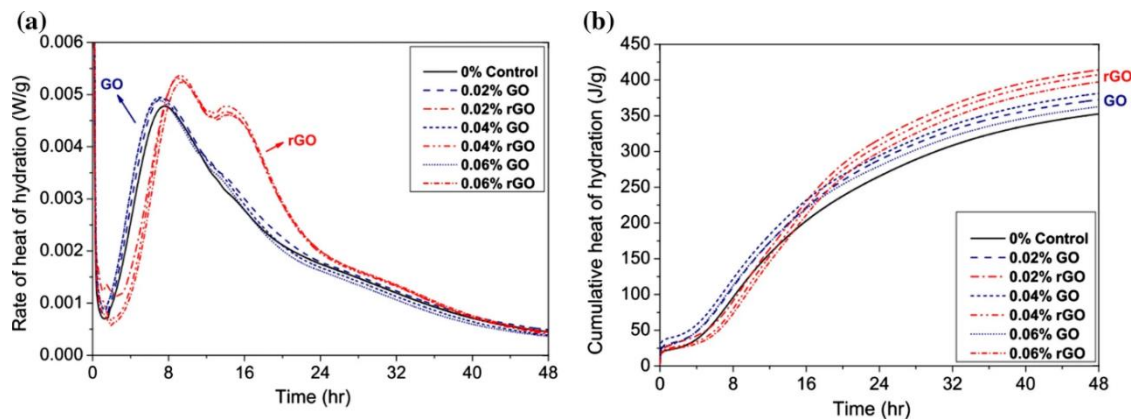 (a)
Rate of heat of hydration (W/g)
0.006
0.005
0.004
0.003
0.002
0.001
0.000
GO
rGO
0% Control
0.02% GO
0.02% rGO
0.04% GO
0.04% rGO
0.06% GO
0.06% rGO
0 8 16 24 32 40 48
Time (hr)
(b)
Cumulative heat of hydration (J/g)
450
400
350
300
250
200
150
100
50
0
rGO
GO
0% Control
0.02% GO
0.02% rGO
0.04% GO
0.04% rGO
0.06% GO
0.06% rGO
0 8 16 24 32 40 48
Time (hr)